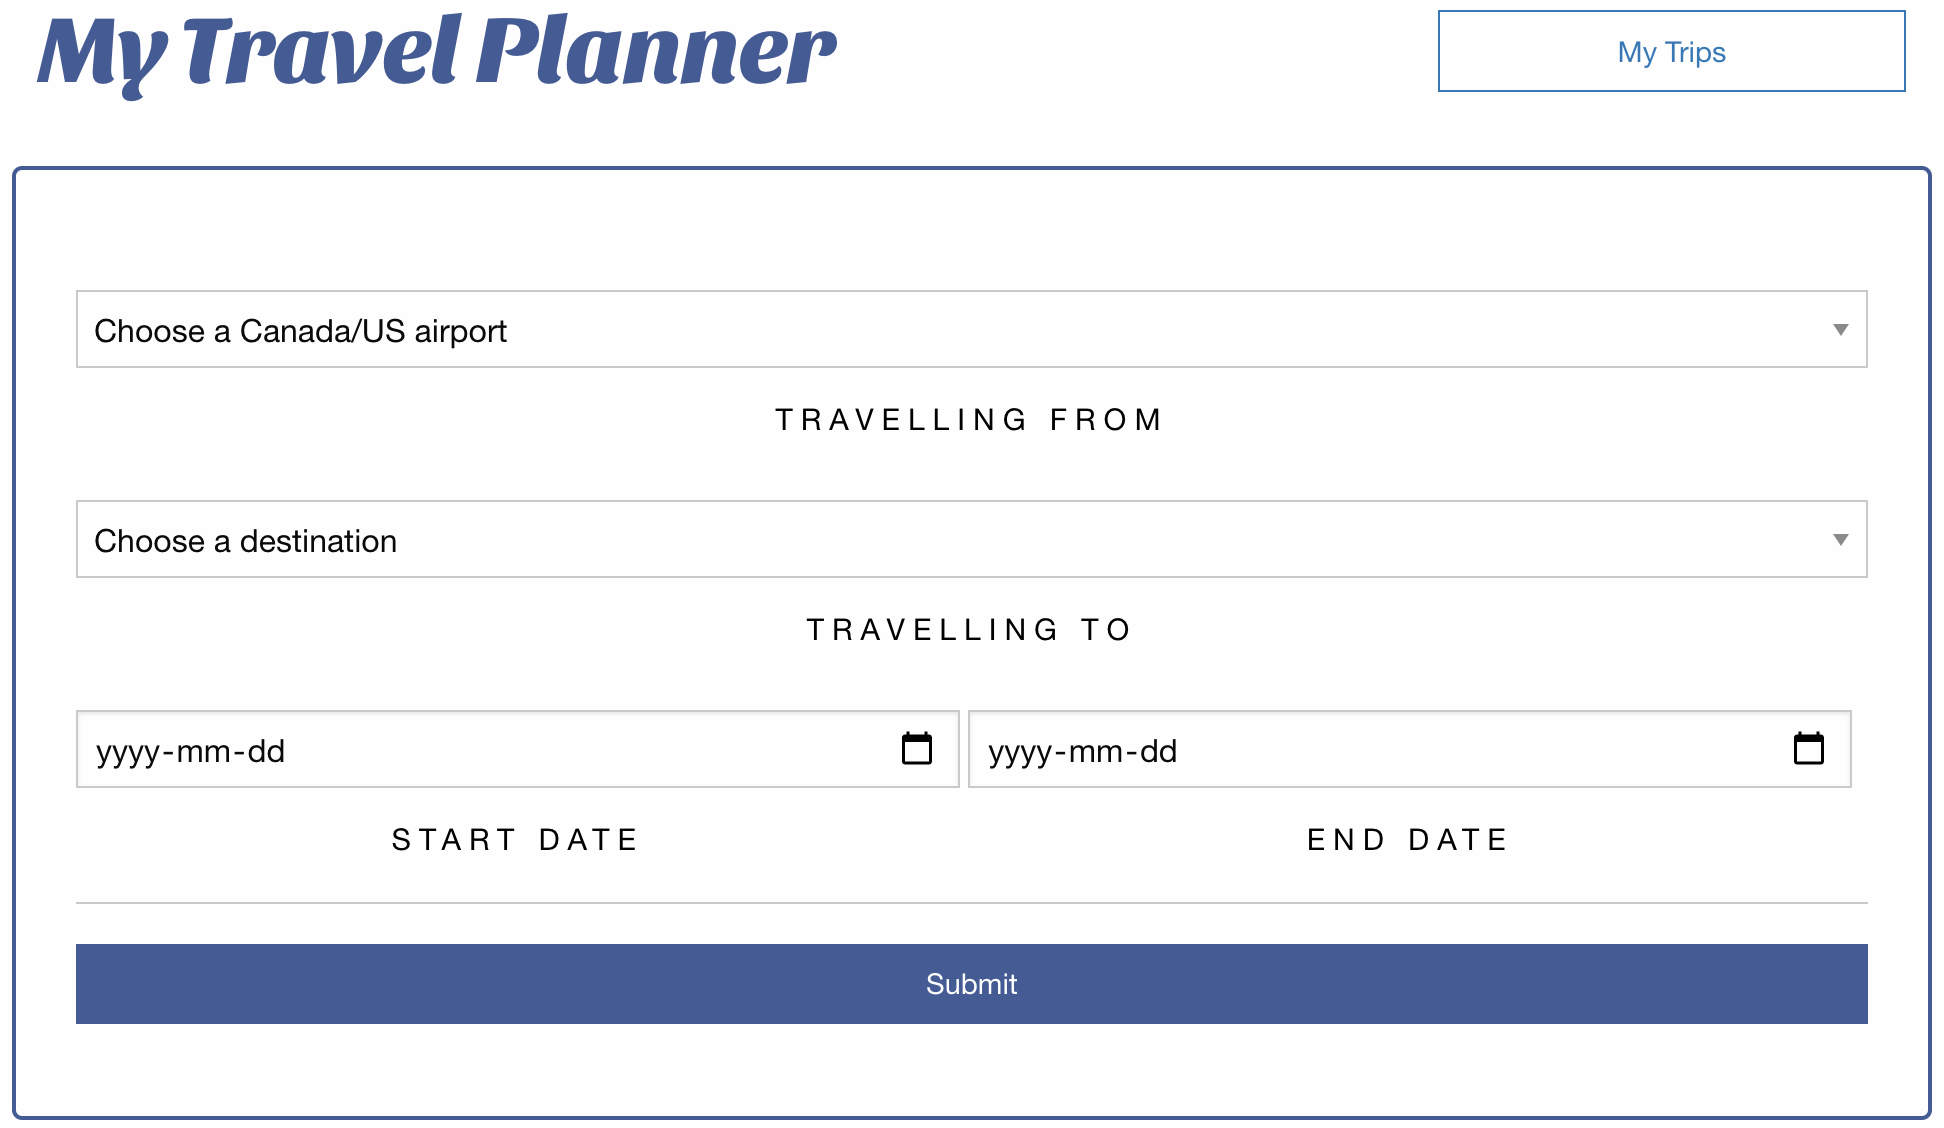 My Travel Planner
My Trips
Choose a Canada/US airport
TRAVELLING FROM
Choose a destination
TRAVELLING TO
yyyy-mm-dd yyyy-mm-dd
START DATE END DATE
Submit